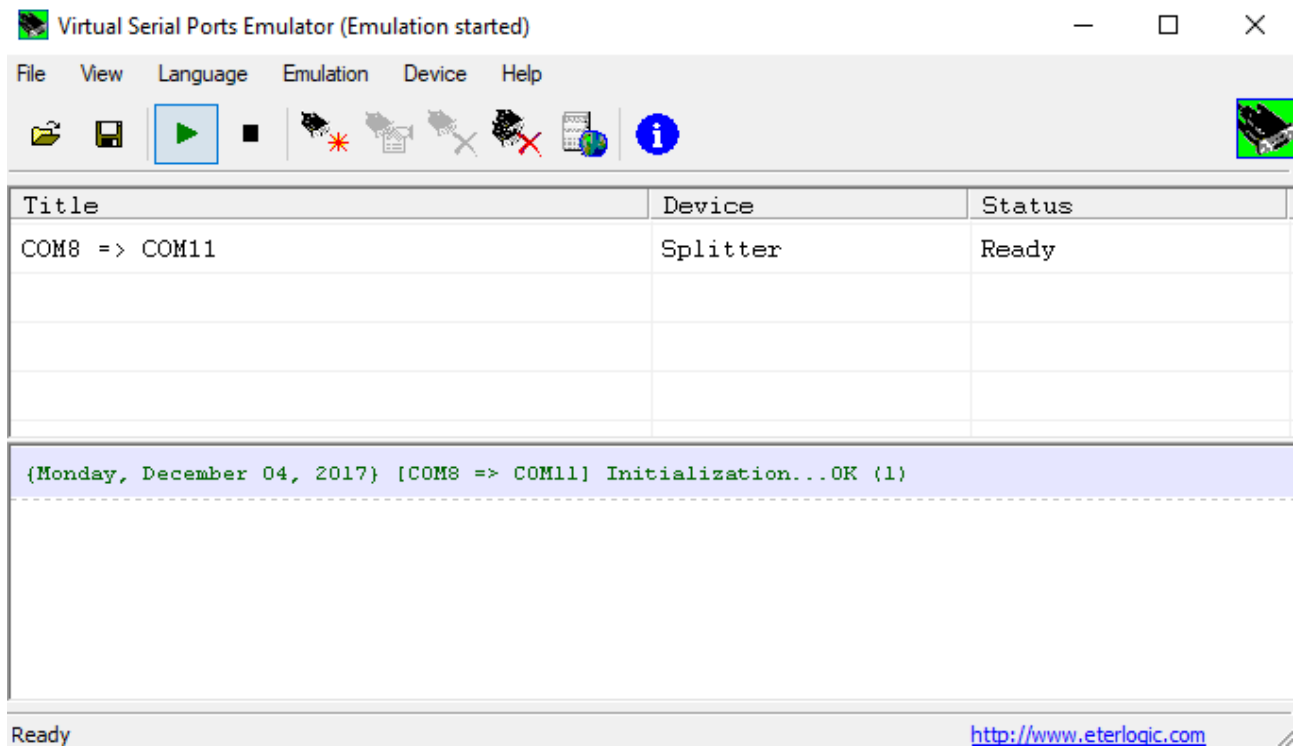 Virtual Serial Ports Emulator (Emulation started)
File View Language Emulation Device Help
Title Device Status
COM8 => COM11 Splitter Ready
{Monday, December 04, 2017} [COM8 => COM11] Initialization...OK (1)
Ready http://www.eterlogic.com